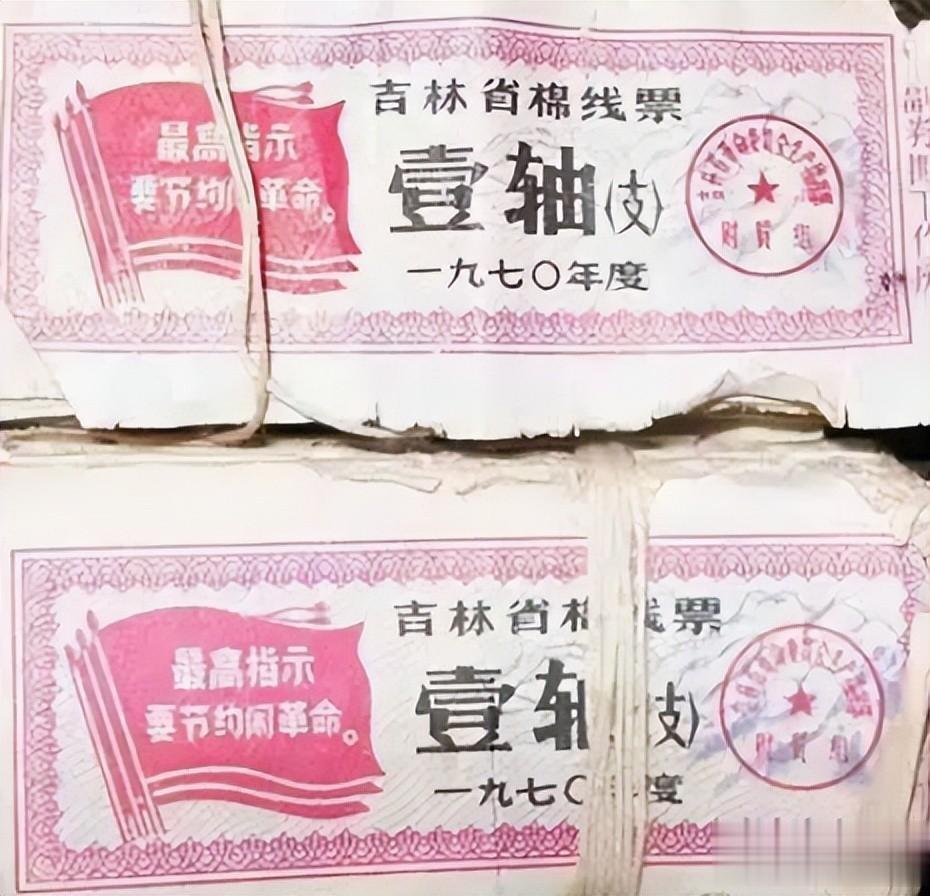 最高指示
要节约闹革命。
吉林省棉线票
壹轴(支)
一九七〇年度
财贸组
最高指示
要节约闹革命。
吉林省棉线票
壹轴(支)
一九七〇年度
财贸组